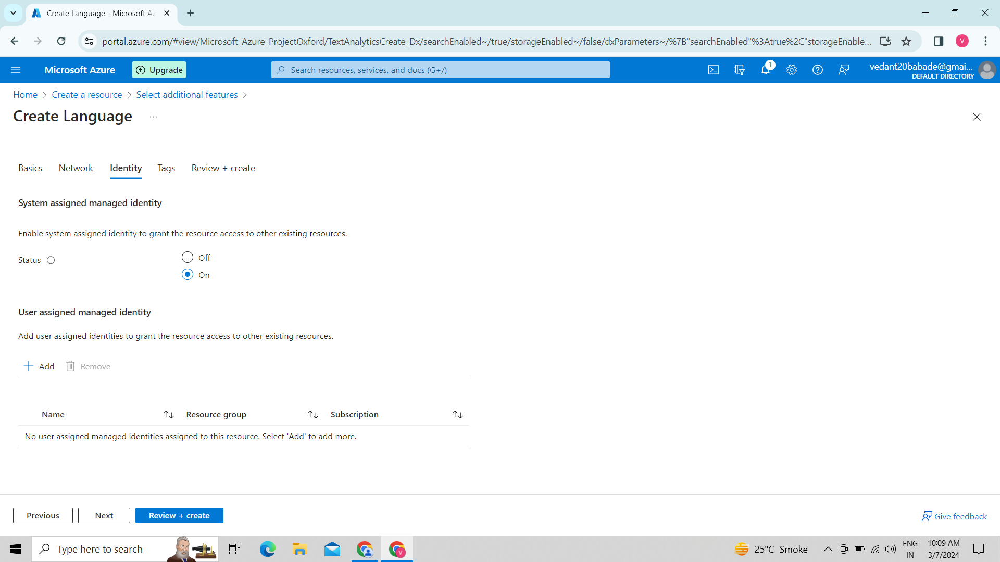 Create Language - Microsoft Az
portal.azure.com/#view/Microsoft_Azure_ProjectOxford/TextAnalyticsCreate_Dx/searchEnabled~/true/storageEnabled~/false/dxParameters~/%7B"searchEnabled"%3Atrue%2C"storageEnable...
V
Microsoft Azure
Upgrade
Search resources, services, and docs (G+/)
1
vedant20babade@gmai...
DEFAULT DIRECTORY
Home > Create a resource > Select additional features >
Create Language ...
Basics Network Identity Tags Review + create
System assigned managed identity
Enable system assigned identity to grant the resource access to other existing resources.
Status
Off
On
User assigned managed identity
Add user assigned identities to grant the resource access to other existing resources.
Add Remove
Name Resource group Subscription
No user assigned managed identities assigned to this resource. Select 'Add' to add more.
Previous Next Review + create
Give feedback
Type here to search
25°C Smoke
ENG
IN
10:09 AM
3/7/2024